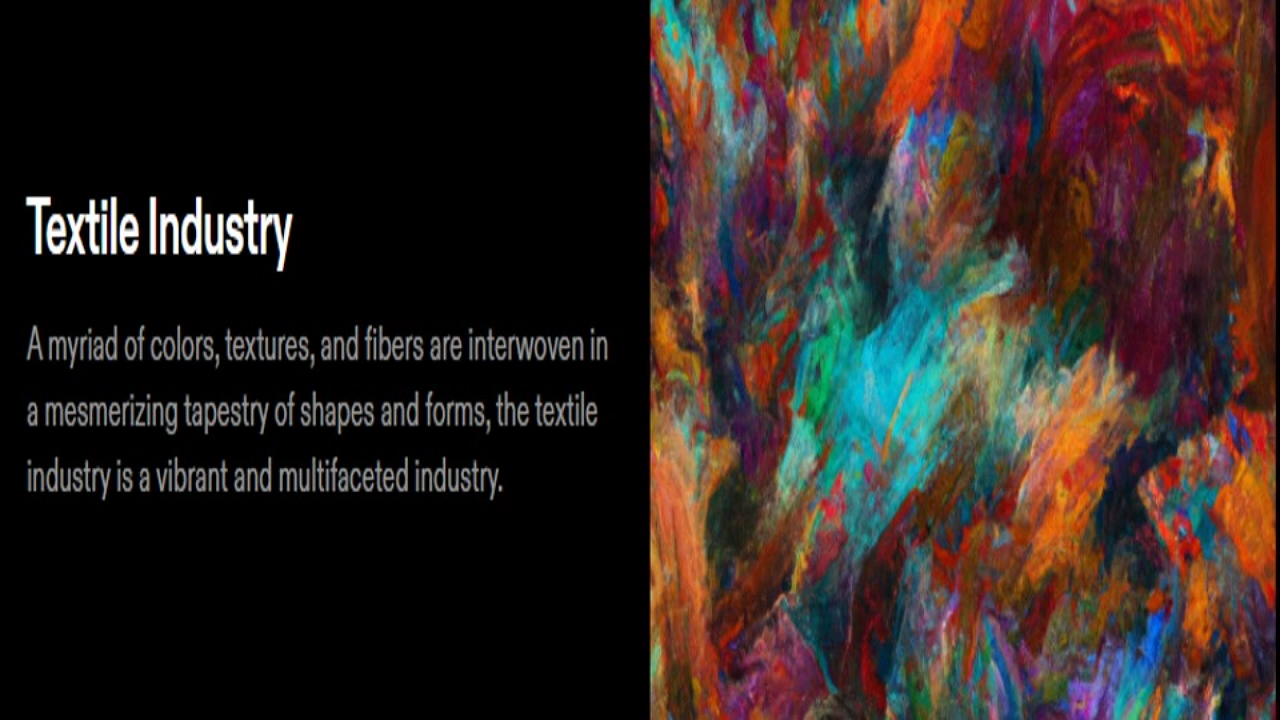 Textile Industry
A myriad of colors, textures, and fibers are interwoven in
a mesmerizing tapestry of shapes and forms, the textile
industry is a vibrant and multifaceted industry.